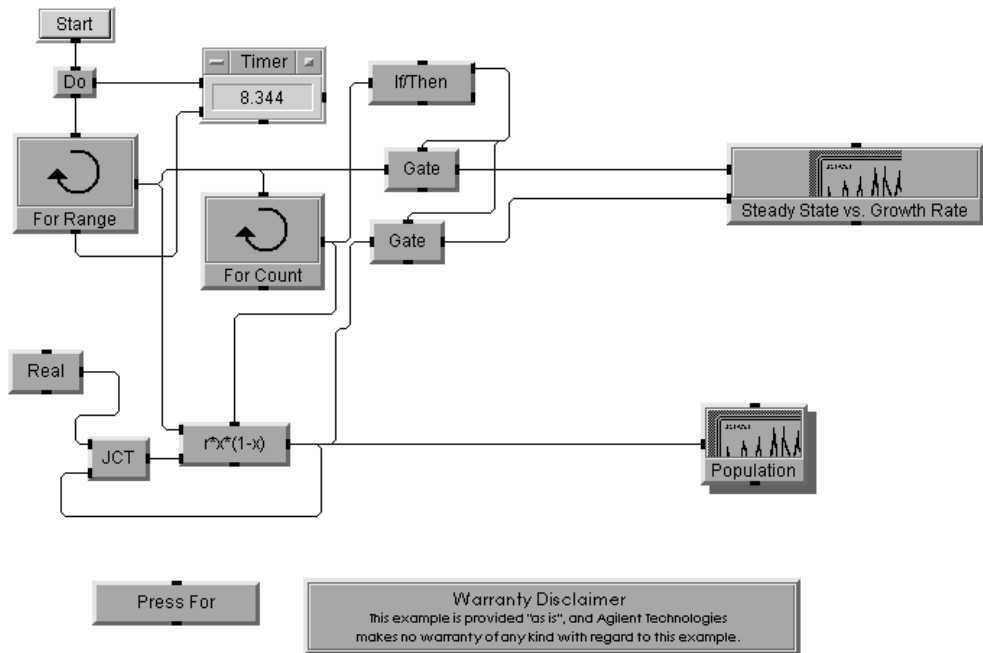 Start
Do
Timer
8.344
If/Then
For Range
For Count
Gate
Gate
Steady State vs. Growth Rate
Real
JCT
r*x*(1-x)
Population
Press For
Warranty Disclaimer
This example is provided "as is", and Agilent Technologies
makes no warranty of any kind with regard to this example.